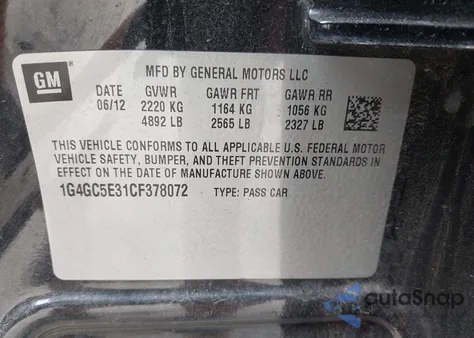 GM
MFD BY GENERAL MOTORS LLC
DATE GVWR GAWR FRT GAWR RR
06/12 2220 KG 1164 KG 1056 KG
4892 LB 2565 LB 2327 LB
THIS VEHICLE CONFORMS TO ALL APPLICABLE U.S. FEDERAL MOTOR
VEHICLE SAFETY, BUMPER, AND THEFT PREVENTION STANDARDS IN
EFFECT ON THE DATE OF MANUFACTURE SHOWN ABOVE.
1G4GC5E31CF378072 TYPE: PASS CAR
autoSnap